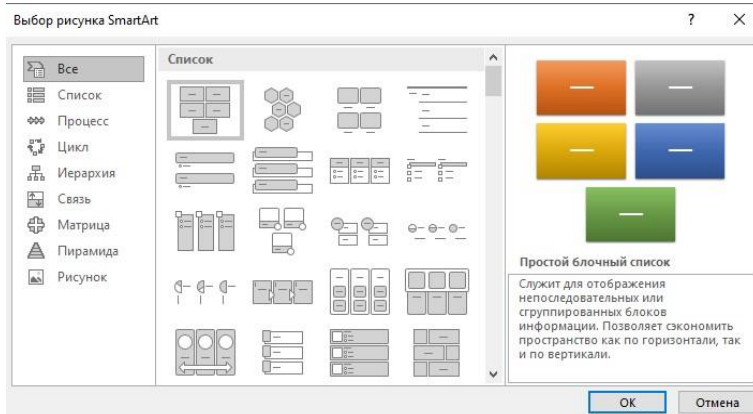 Выбор рисунка SmartArt
?
Все
Список
Процесс
Цикл
Иерархия
Связь
Матрица
Пирамида
Рисунок
Список
Простой блочный список
Служит для отображения
непоследовательных или
сгруппированных блоков
информации. Позволяет сэкономить
пространство как по горизонтали, так
и по вертикали.
ОК
Отмена